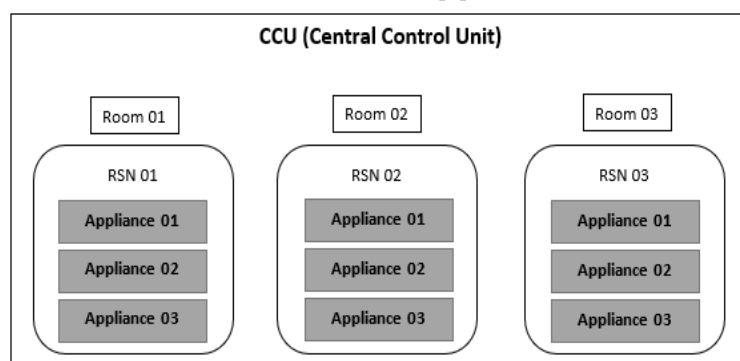 CCU (Central Control Unit)
Room 01
Room 02
Room 03
RSN 01
RSN 02
RSN 03
Appliance 01
Appliance 01
Appliance 01
Appliance 02
Appliance 02
Appliance 02
Appliance 03
Appliance 03
Appliance 03